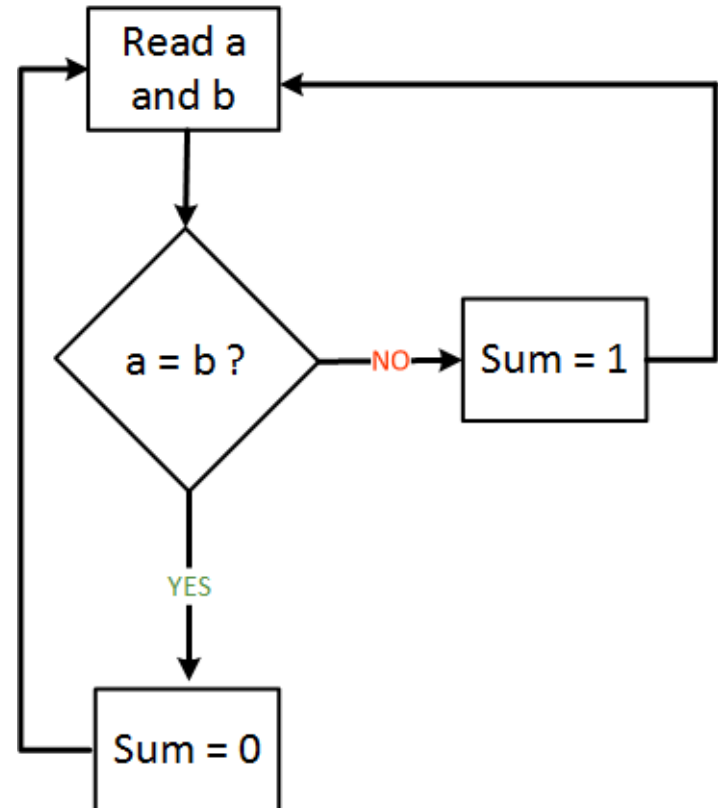 Read a
and b
a = b ?
NO
Sum = 1
YES
Sum = 0